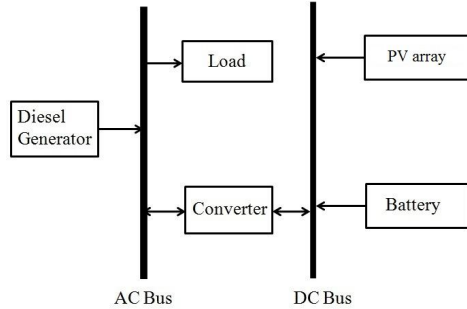 Load
PV array
Diesel
Generator
Converter
Battery
AC Bus
DC Bus